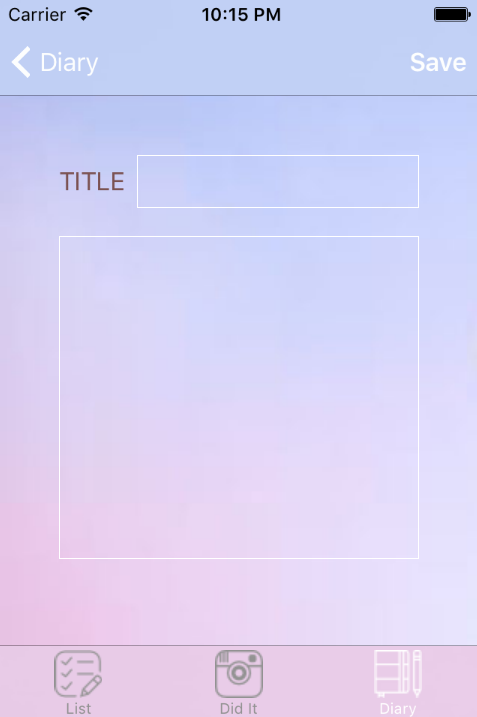 Carrier 10:15 PM
Diary Save
TITLE
List Did It Diary